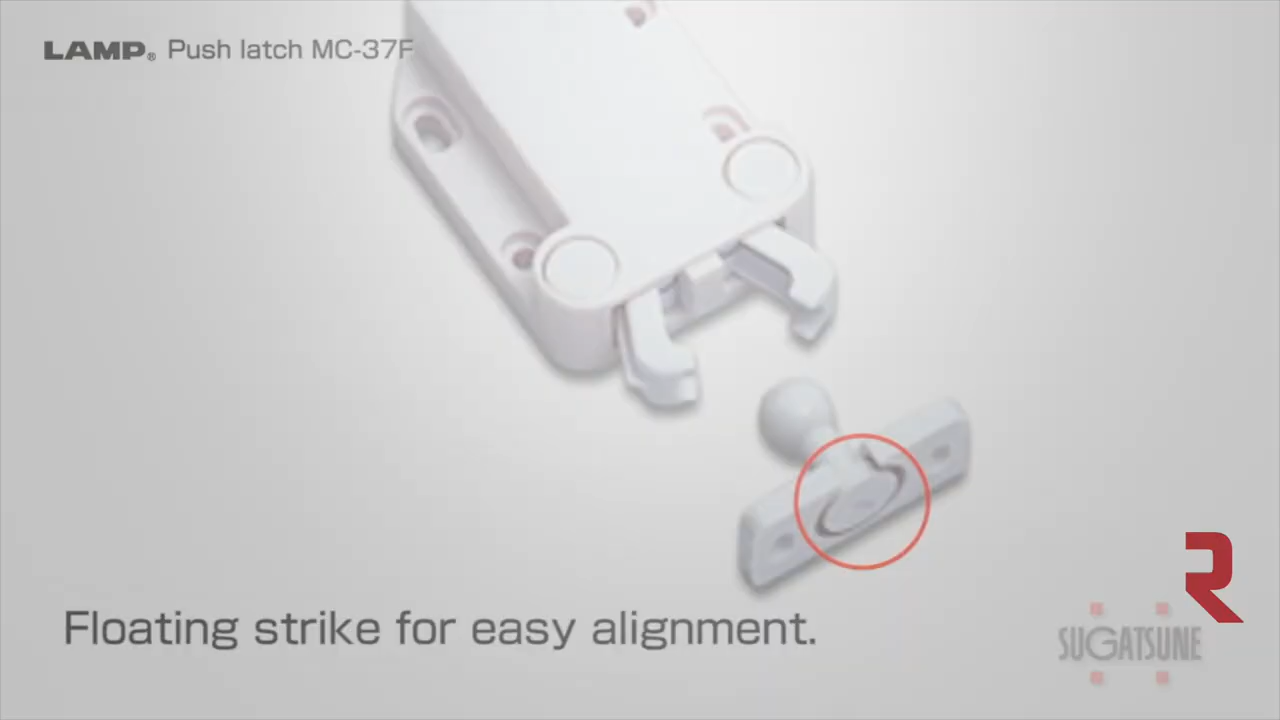 LAMP® Push latch MC-37F
Floating strike for easy alignment.
R
SUGATSUNE